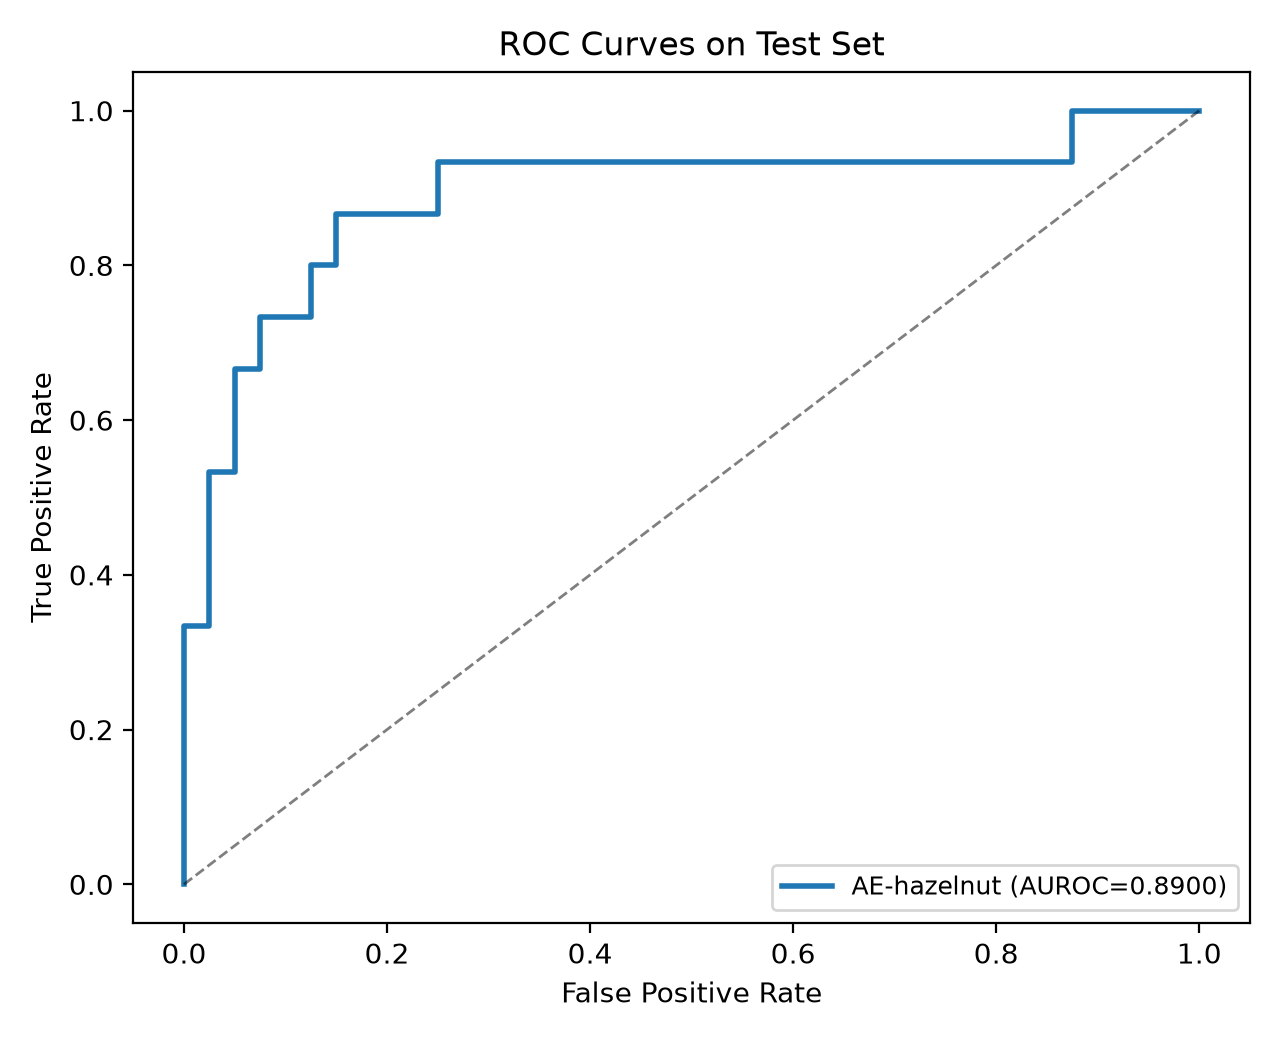 ROC Curves on Test Set
True Positive Rate
1.0
0.8
0.6
0.4
0.2
0.0
AE-hazelnut (AUROC=0.8900)
0.0 0.2 0.4 0.6 0.8 1.0
False Positive Rate